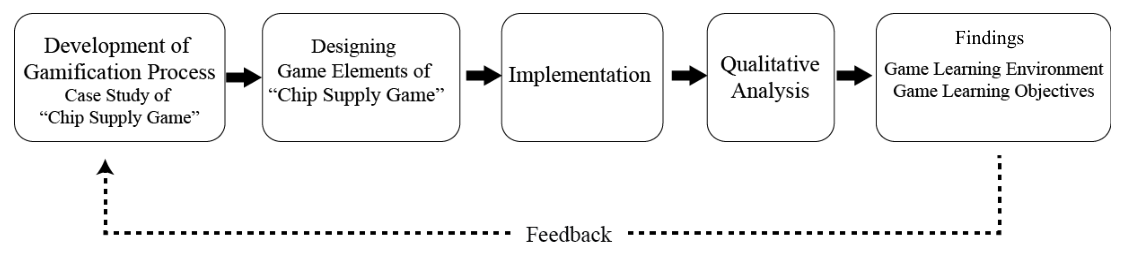 Development of
Gamification Process
Case Study of
“Chip Supply Game”
Designing
Game Elements of
“Chip Supply Game”
Implementation
Qualitative
Analysis
Findings
Game Learning Environment
Game Learning Objectives
Feedback